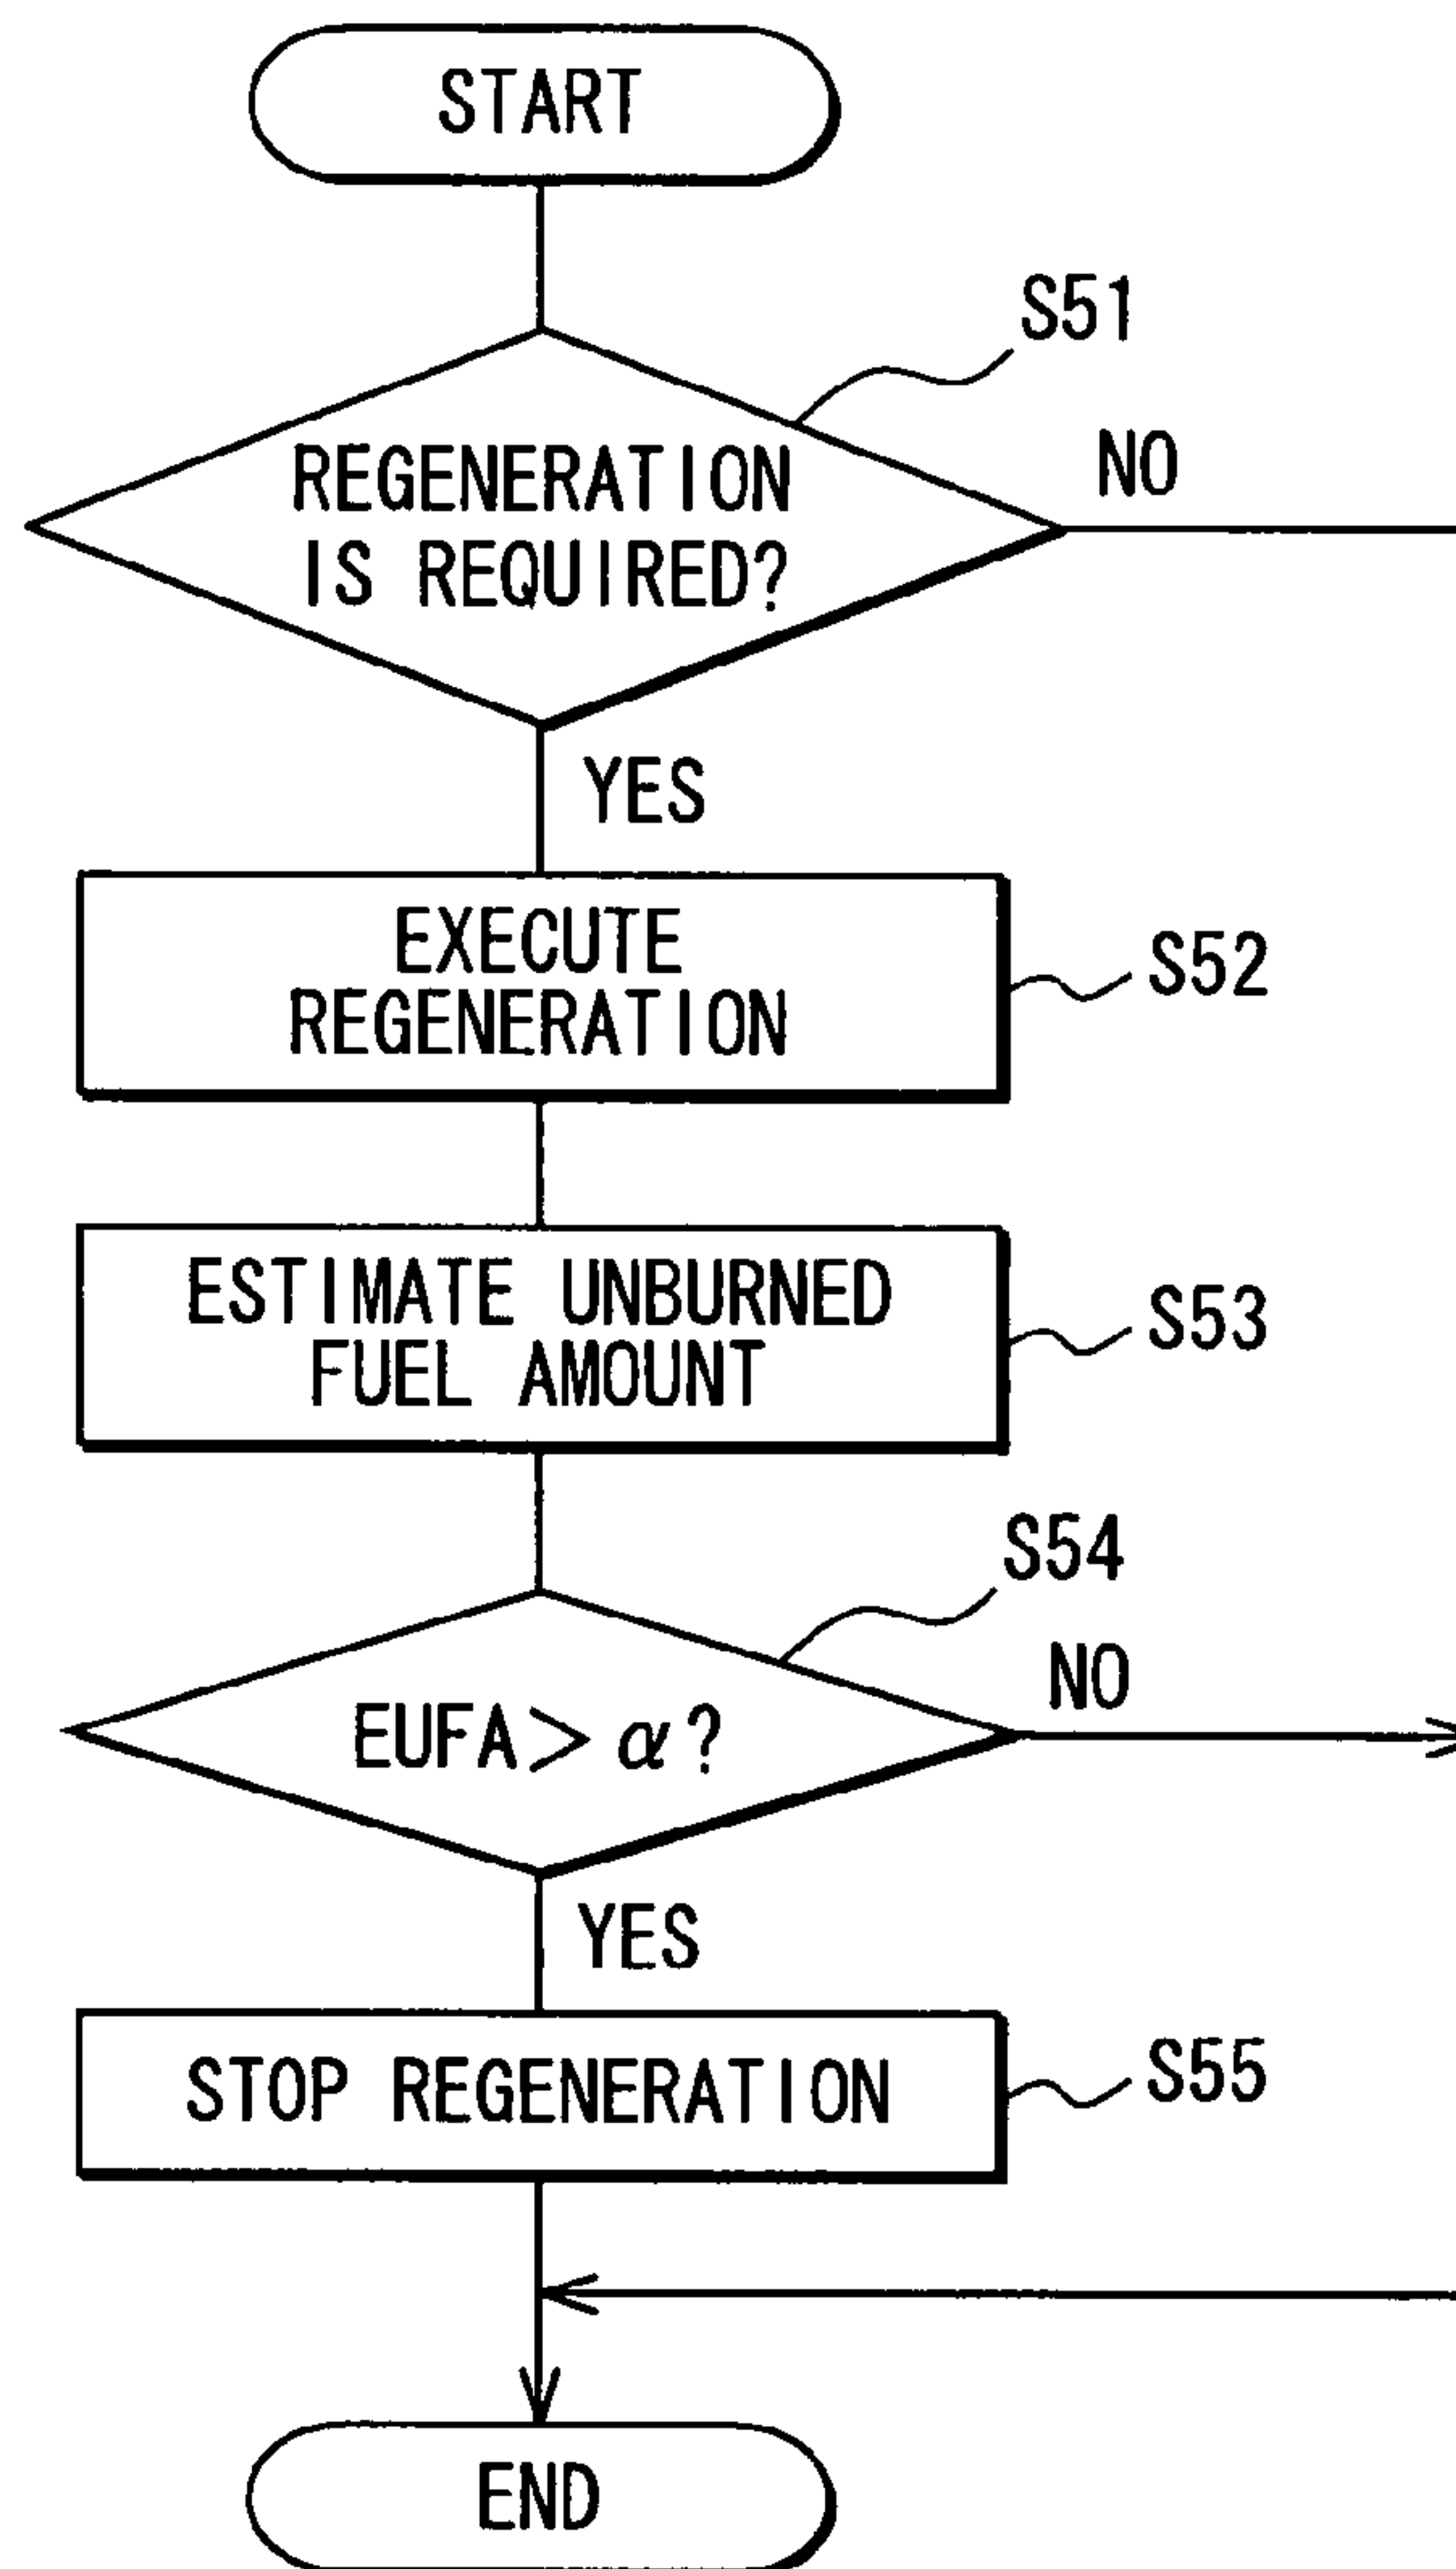 START
S51
REGENERATION
IS REQUIRED?
NO
YES
EXECUTE
REGENERATION
S52
ESTIMATE UNBURNED
FUEL AMOUNT
S53
S54
EUFA> α?
NO
YES
STOP REGENERATION
S55
END